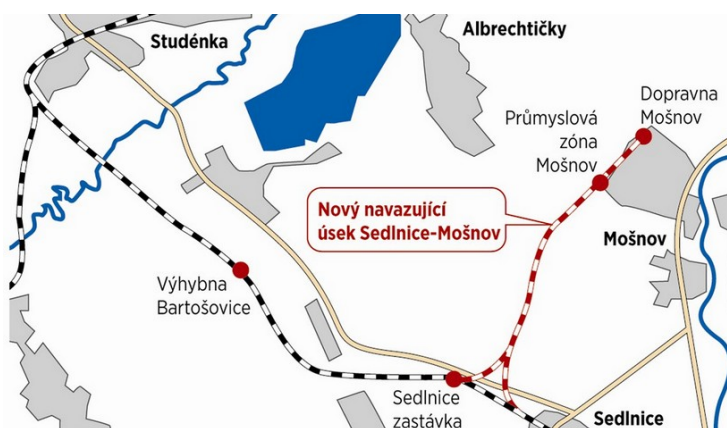 Studénka
Albrechtičky
Dopravna
Mošnov
Průmyslová
zóna
Mošnov
Nový navazující
úsek Sedlnice-Mošnov
Mošnov
Výhybna
Bartošovice
Sedlnice
zastávka
Sedlnice